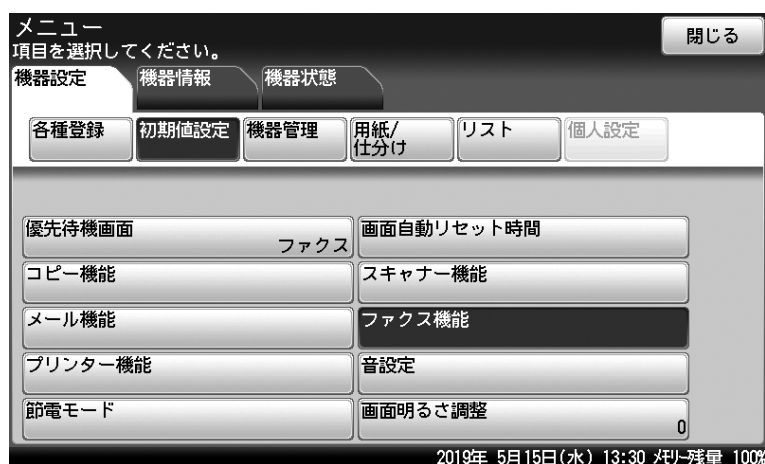 メニュー
項目を選択してください。
閉じる
機器設定
機器情報
機器状態
各種登録
初期値設定
機器管理
用紙/
仕分け
リスト
個人設定
優先待機画面
ファクス
画面自動リセット時間
コピー機能
スキャナー機能
メール機能
ファクス機能
プリンター機能
音設定
節電モード
画面明るさ調整
0
2019年 5月15日(水) 13:30 メモリー残量 100%